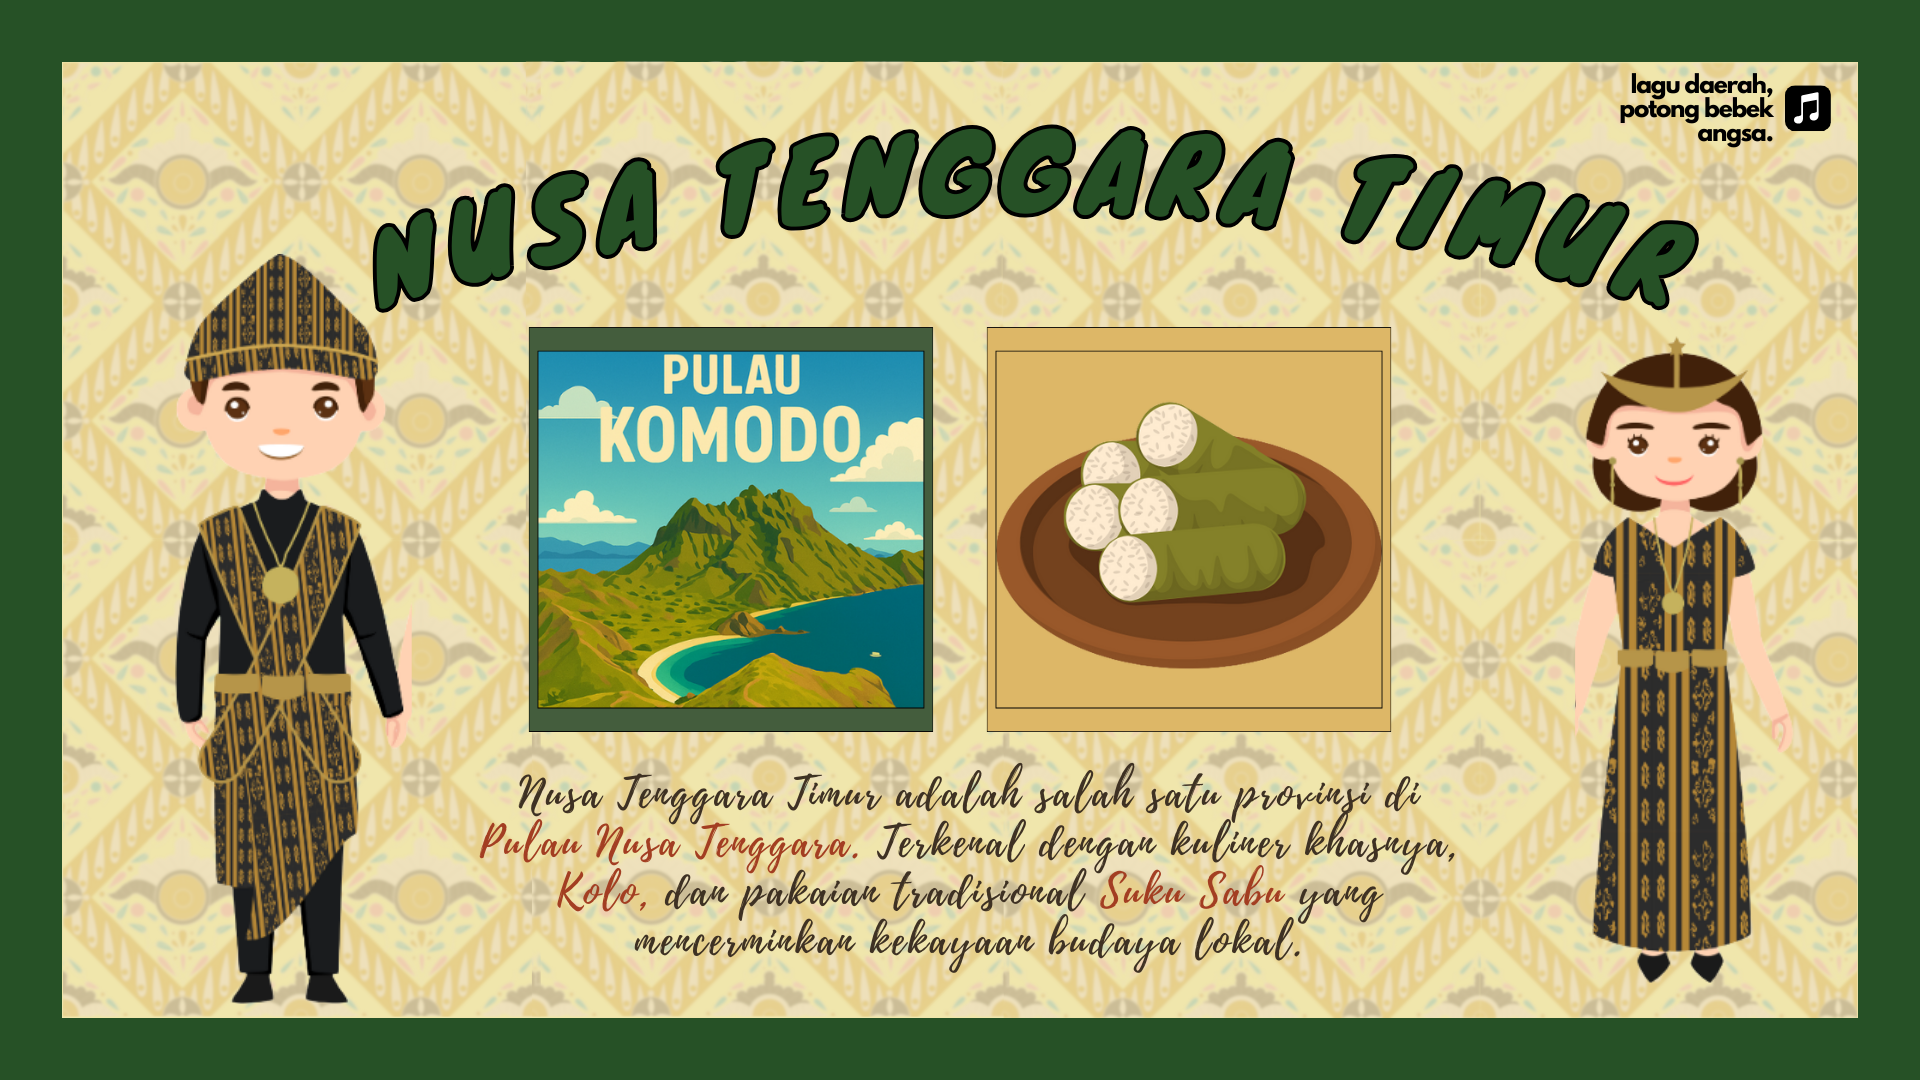 lagu daerah,
potong bebek
angsa.
NUSA TENGGARA TIMUR
PULAU
KOMODO
Nusa Tenggara Timur adalah salah satu provinsi di
Pulau Nusa Tenggara. Terkenal dengan kuliner khasnya,
Kolo, dan pakaian tradisional Suku Sabu yang
mencerminkan kekayaan budaya lokal.